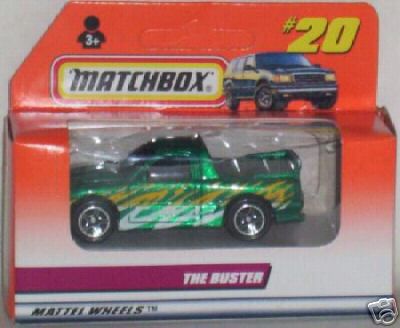 #20
3+
MATCHBOX®
THE BUSTER
MATTEL WHEELS™